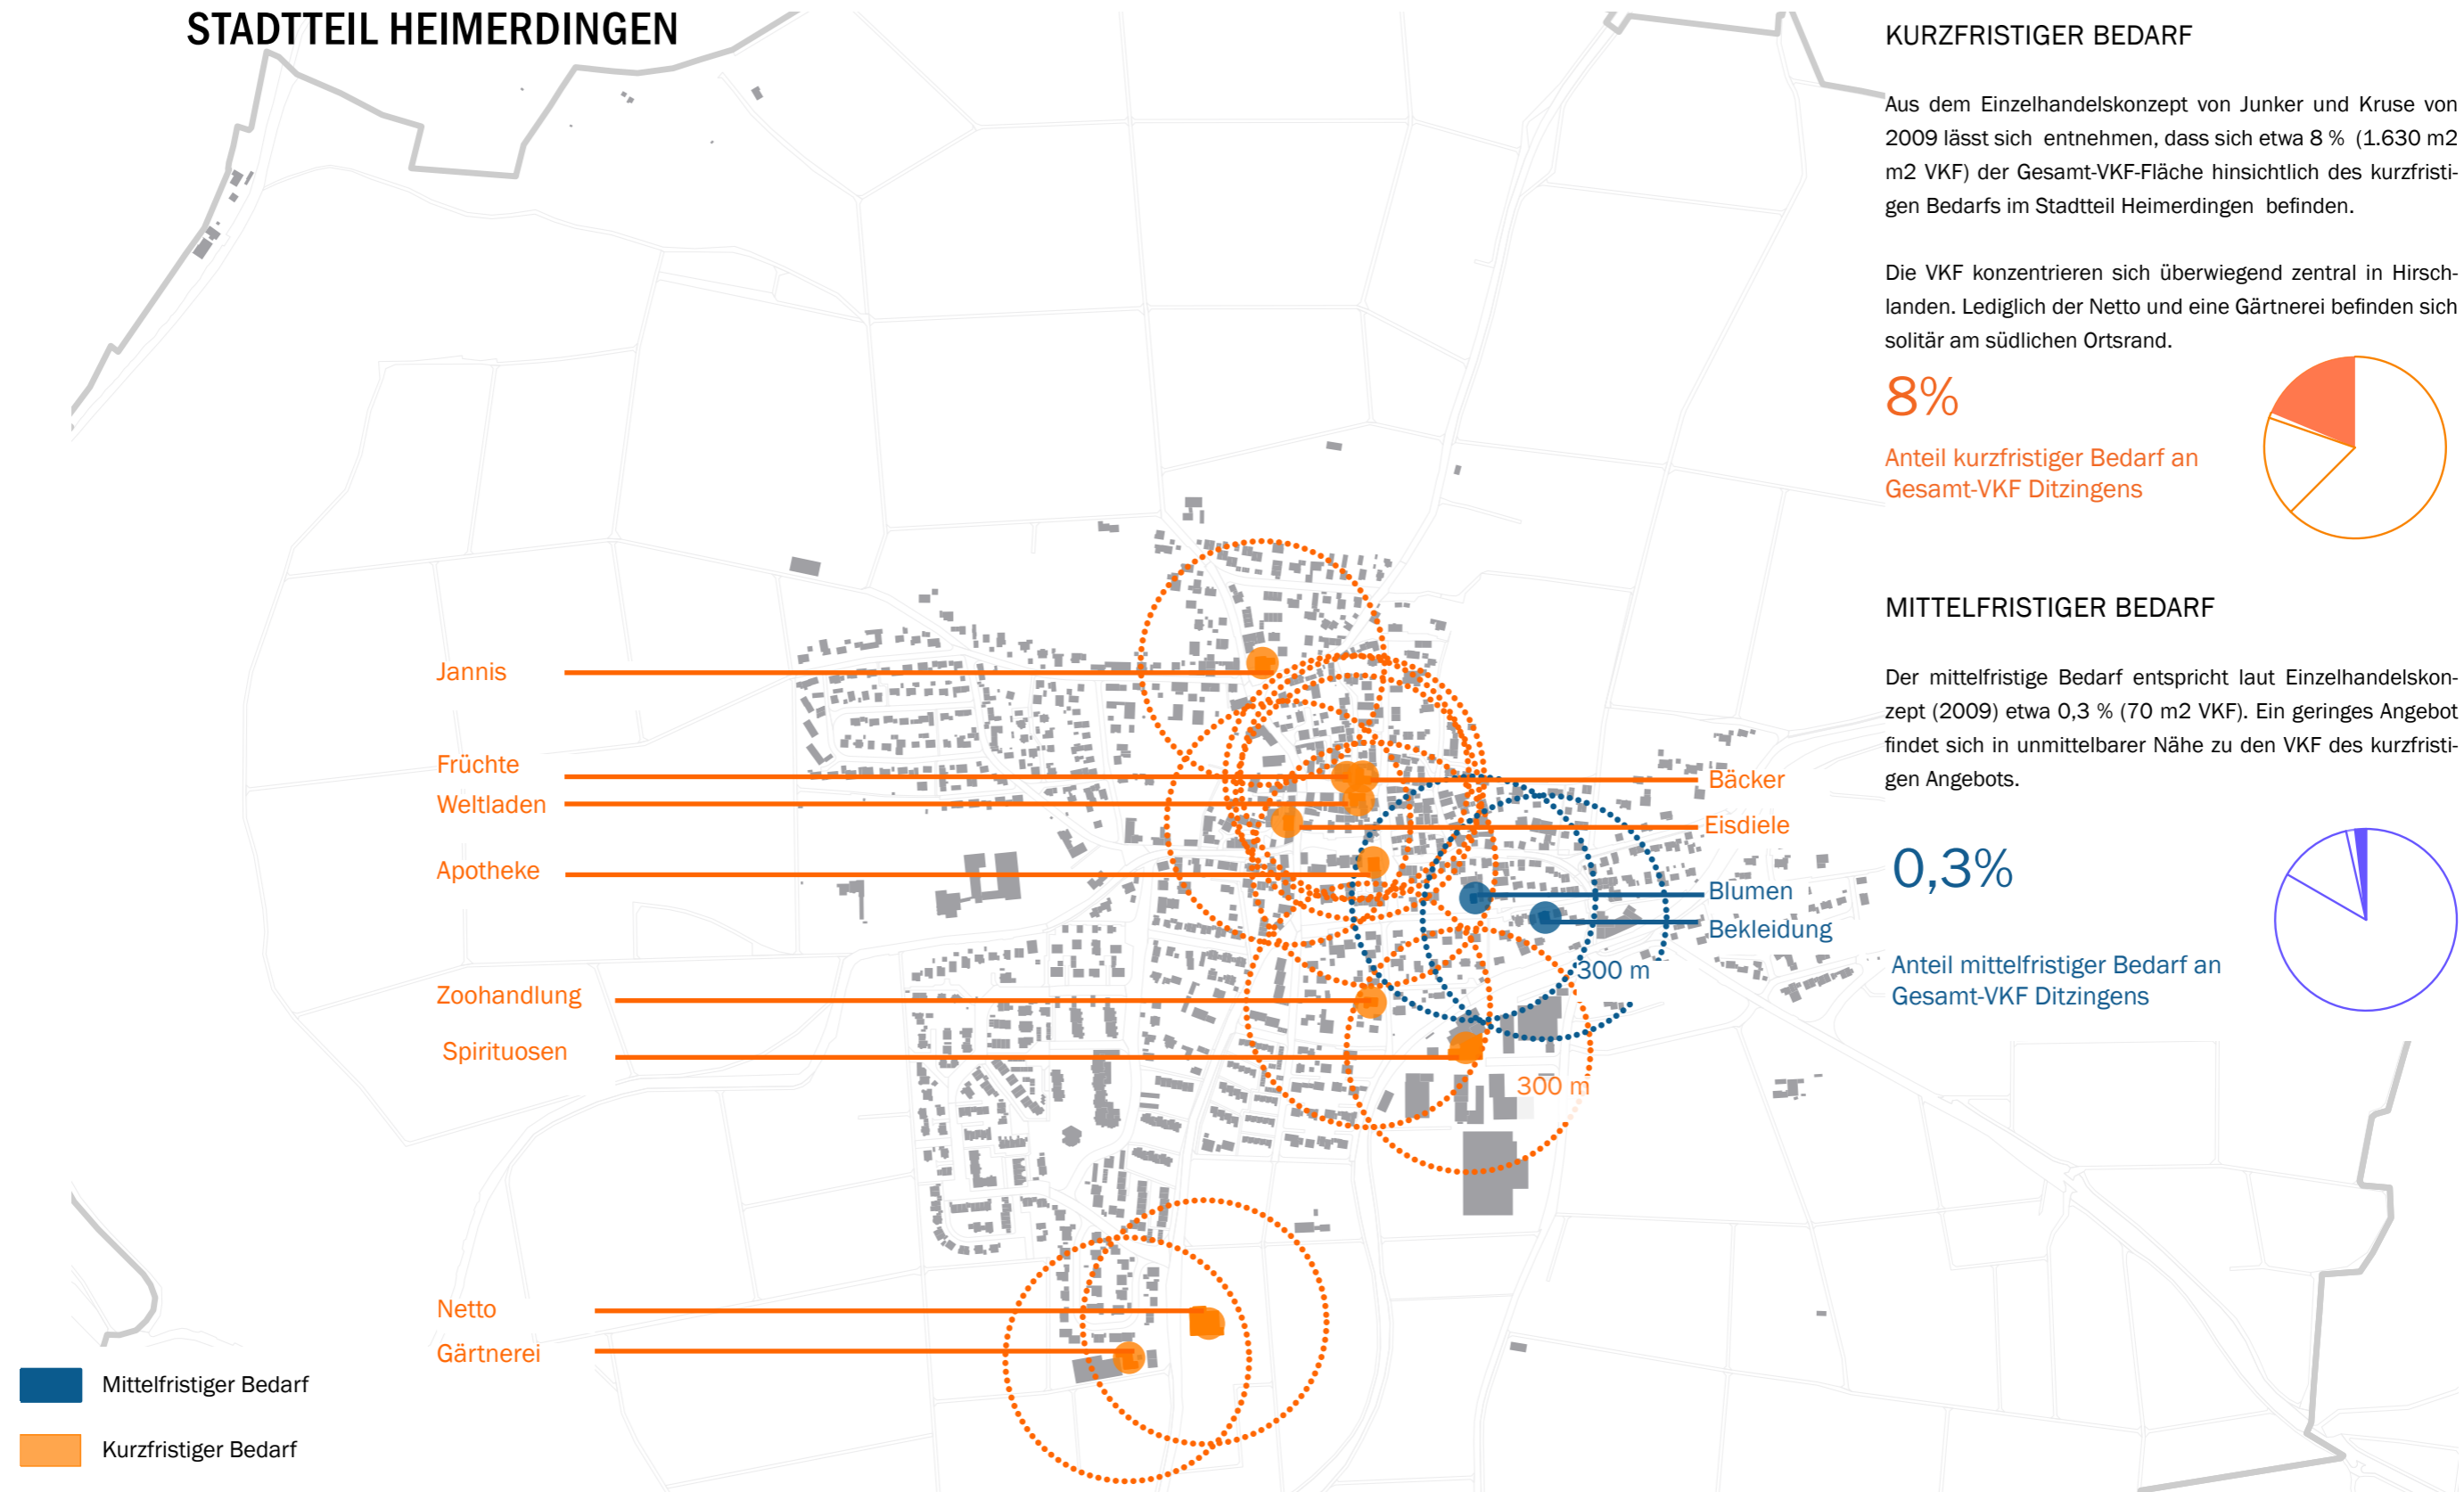 STADTTEIL HEIMERDINGEN
KURZFRISTIGER BEDARF
Aus dem Einzelhandelskonzept von Junker und Kruse von
2009 lässt sich entnehmen, dass sich etwa 8 % (1.630 m2
m2 VKF) der Gesamt-VKF-Fläche hinsichtlich des kurzfristi-
gen Bedarfs im Stadtteil Heimerdingen befinden.
Die VKF konzentrieren sich überwiegend zentral in Hirsch-
landen. Lediglich der Netto und eine Gärtnerei befinden sich
solitär am südlichen Ortsrand.
8%
Anteil kurzfristiger Bedarf an
Gesamt-VKF Ditzingens
MITTELFRISTIGER BEDARF
Der mittelfristige Bedarf entspricht laut Einzelhandelskon-
zept (2009) etwa 0,3 % (70 m2 VKF). Ein geringes Angebot
findet sich in unmittelbarer Nähe zu den VKF des kurzfristi-
gen Angebots.
0,3%
Anteil mittelfristiger Bedarf an
Gesamt-VKF Ditzingens
Jannis
Früchte
Weltladen
Apotheke
Zoohandlung
Spirituosen
Netto
Gärtnerei
Bäcker
Eisdiele
Blumen
Bekleidung
300 m
300 m
Mittelfristiger Bedarf
Kurzfristiger Bedarf